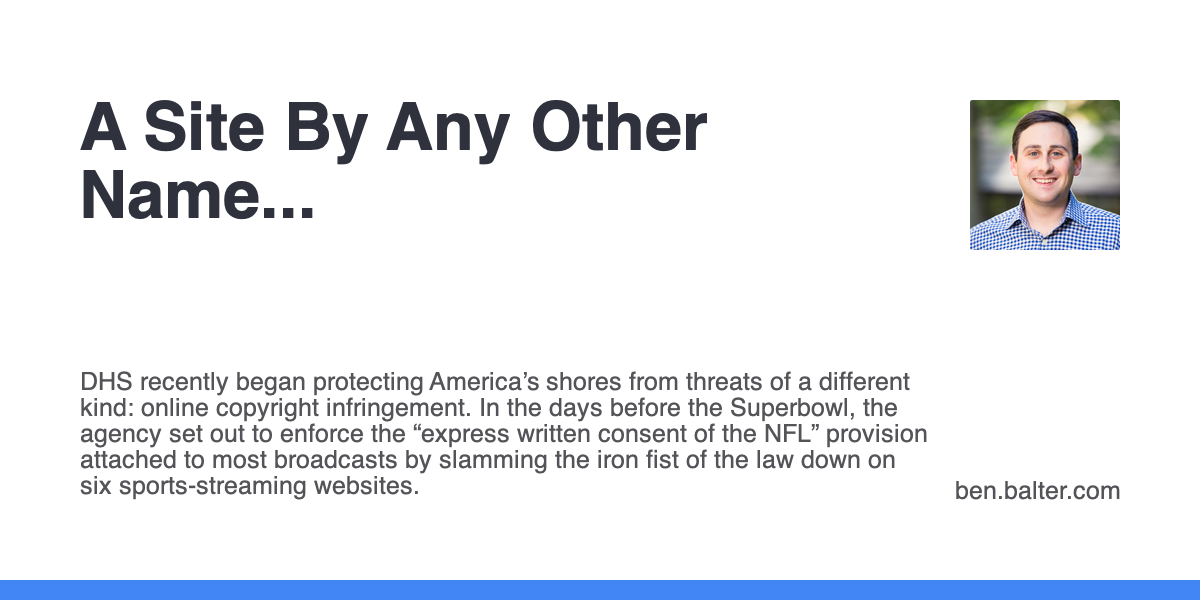 A Site By Any Other
Name...
DHS recently began protecting America’s shores from threats of a different
kind: online copyright infringement. In the days before the Superbowl, the
agency set out to enforce the “express written consent of the NFL” provision
attached to most broadcasts by slamming the iron fist of the law down on
six sports-streaming websites.
ben.balter.com